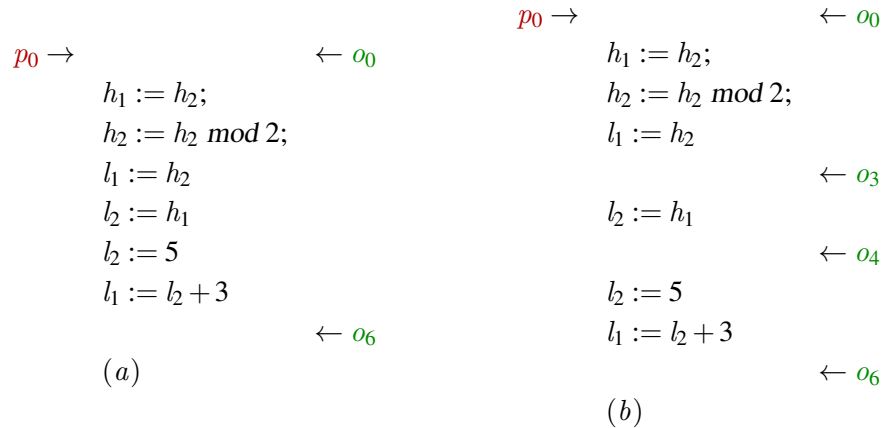 p₀ → ← o₀
h₁ := h₂;
h₂ := h₂ mod 2;
l₁ := h₂
l₂ := h₁
l₂ := 5
l₁ := l₂ + 3
← o₆
(a)
p₀ → ← o₀
h₁ := h₂;
h₂ := h₂ mod 2;
l₁ := h₂
← o₃
l₂ := h₁
← o₄
l₂ := 5
l₁ := l₂ + 3
← o₆
(b)